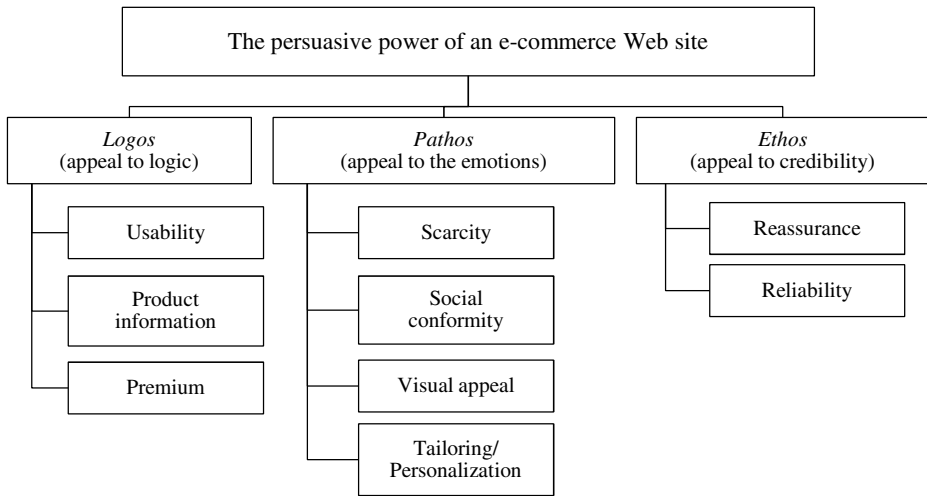 The persuasive power of an e-commerce Web site
Logos
(appeal to logic)
Usability
Product
information
Premium
Pathos
(appeal to the emotions)
Scarcity
Social
conformity
Visual appeal
Tailoring/
Personalization
Ethos
(appeal to credibility)
Reassurance
Reliability